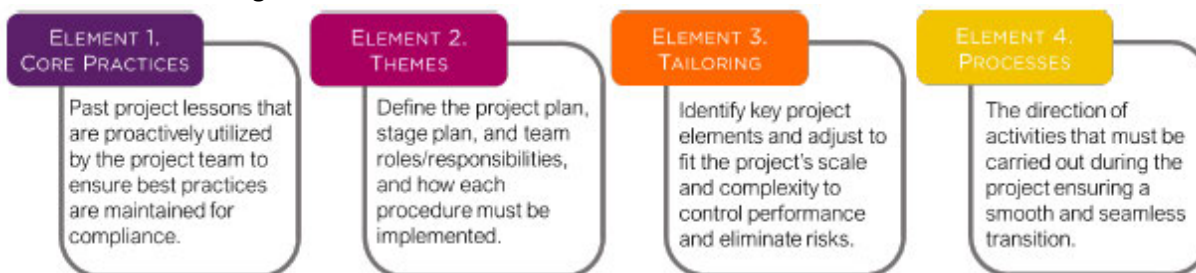 ELEMENT 1.
CORE PRACTICES
Past project lessons that
are proactively utilized
by the project team to
ensure best practices
are maintained for
compliance.
ELEMENT 2.
THEMES
Define the project plan,
stage plan, and team
roles/responsibilities,
and how each
procedure must be
implemented.
ELEMENT 3.
TAILORING
Identify key project
elements and adjust to
fit the project's scale
and complexity to
control performance
and eliminate risks.
ELEMENT 4.
PROCESSES
The direction of
activities that must be
carried out during the
project ensuring a
smooth and seamless
transition.